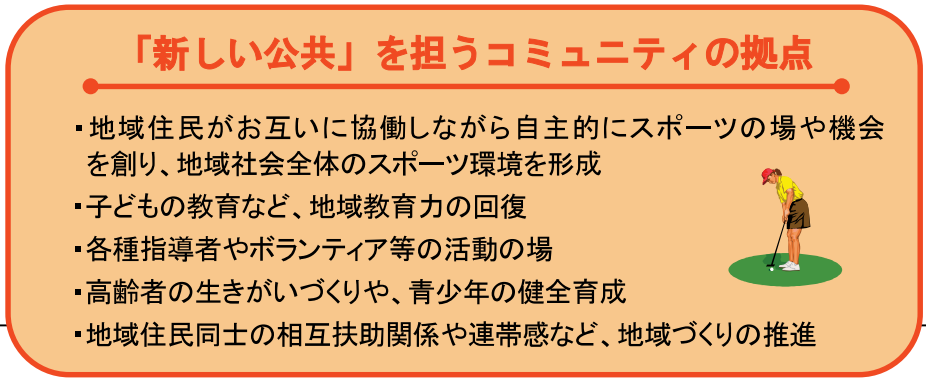 「新しい公共」を担うコミュニティの拠点
・地域住民がお互いに協働しながら自主的にスポーツの場や機会
を創り、地域社会全体のスポーツ環境を形成
・子どもの教育など、地域教育力の回復
・各種指導者やボランティア等の活動の場
・高齢者の生きがいづくりや、青少年の健全育成
・地域住民同士の相互扶助関係や連帯感など、地域づくりの推進